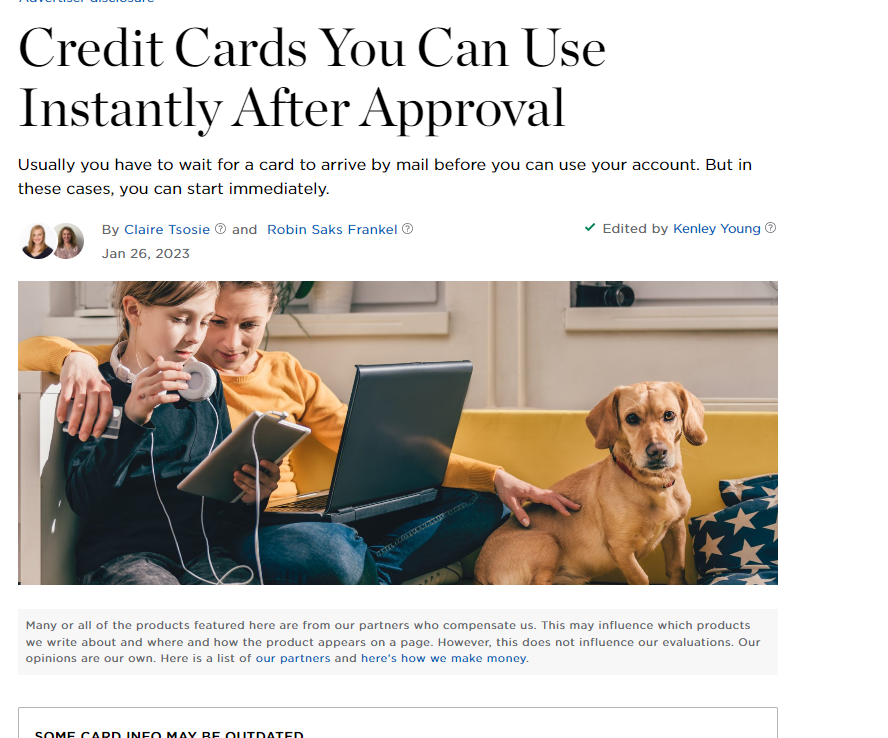 Advertiser disclosure
Credit Cards You Can Use
Instantly After Approval
Usually you have to wait for a card to arrive by mail before you can use your account. But in
these cases, you can start immediately.
By Claire Tsosie and Robin Saks Frankel
Edited by Kenley Young
Jan 26, 2023
Many or all of the products featured here are from our partners who compensate us. This may influence which products
we write about and where and how the product appears on a page. However, this does not influence our evaluations. Our
opinions are our own. Here is a list of our partners and here's how we make money.
SOME CARD INFO MAY BE OUTDATED